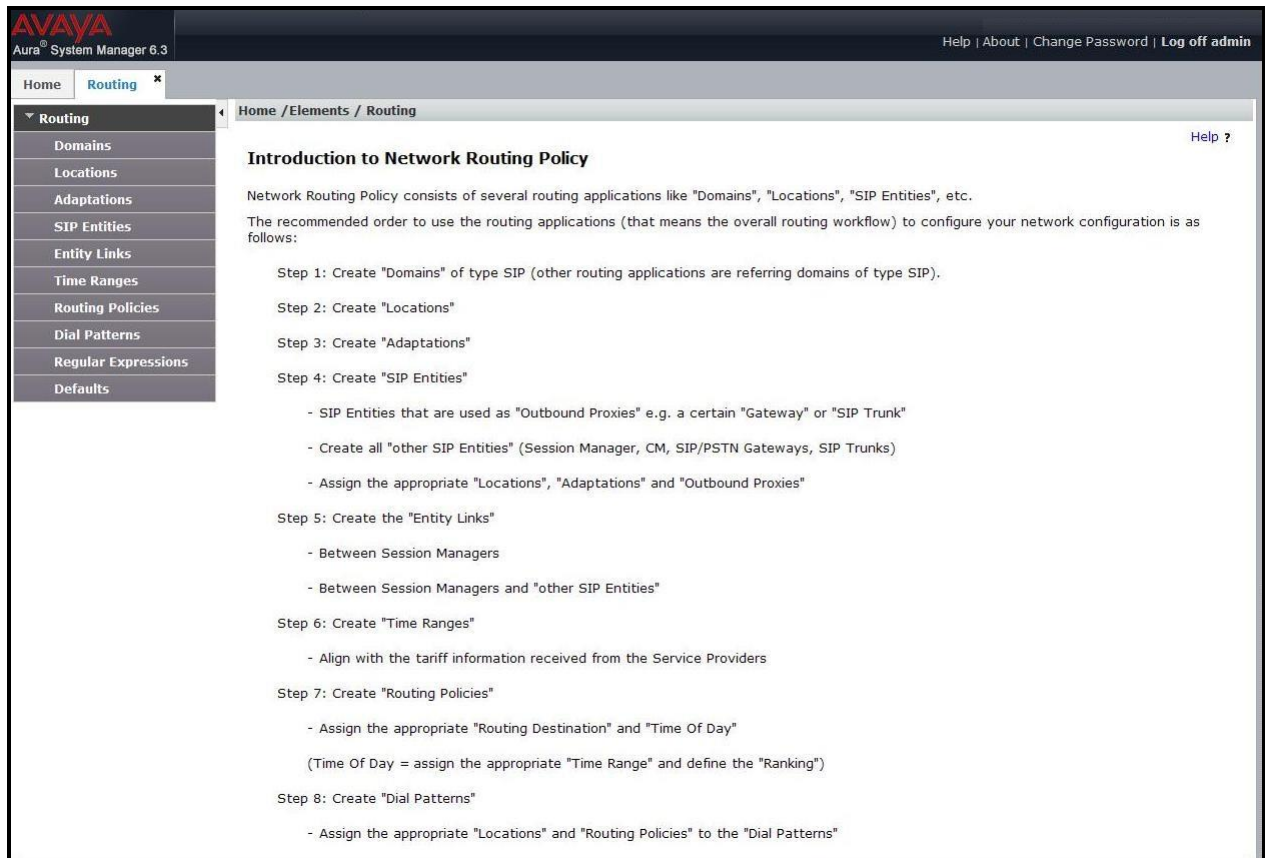 AVAYA
Aura® System Manager 6.3
Help | About | Change Password | Log off admin
Home
Routing ×
Routing
Domains
Locations
Adaptations
SIP Entities
Entity Links
Time Ranges
Routing Policies
Dial Patterns
Regular Expressions
Defaults
Home /Elements / Routing
Help ?
Introduction to Network Routing Policy
Network Routing Policy consists of several routing applications like "Domains", "Locations", "SIP Entities", etc.
The recommended order to use the routing applications (that means the overall routing workflow) to configure your network configuration is as
follows:
Step 1: Create "Domains" of type SIP (other routing applications are referring domains of type SIP).
Step 2: Create "Locations"
Step 3: Create "Adaptations"
Step 4: Create "SIP Entities"
- SIP Entities that are used as "Outbound Proxies" e.g. a certain "Gateway" or "SIP Trunk"
- Create all "other SIP Entities" (Session Manager, CM, SIP/PSTN Gateways, SIP Trunks)
- Assign the appropriate "Locations", "Adaptations" and "Outbound Proxies"
Step 5: Create the "Entity Links"
- Between Session Managers
- Between Session Managers and "other SIP Entities"
Step 6: Create "Time Ranges"
- Align with the tariff information received from the Service Providers
Step 7: Create "Routing Policies"
- Assign the appropriate "Routing Destination" and "Time Of Day"
(Time Of Day = assign the appropriate "Time Range" and define the "Ranking")
Step 8: Create "Dial Patterns"
- Assign the appropriate "Locations" and "Routing Policies" to the "Dial Patterns"